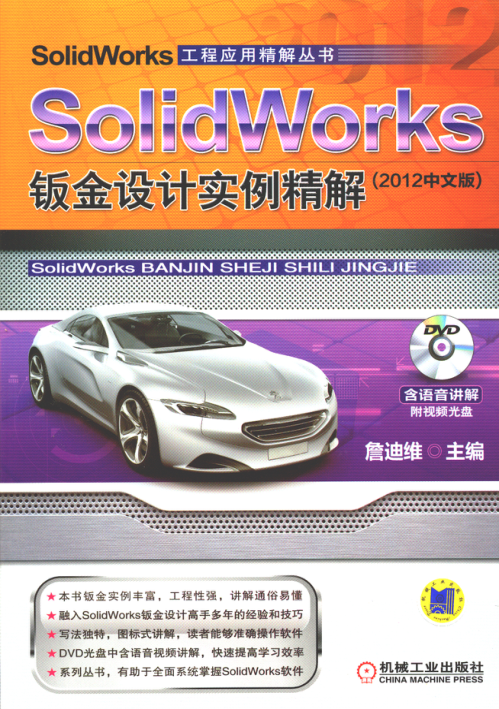 SolidWorks 工程应用精解丛书
SolidWorks
钣金设计实例精解(2012中文版)
SolidWorks BANJIN SHEJI SHILI JINGJIE
DVD
含语音讲解
附视频光盘
詹迪维◎主编
★本书钣金实例丰富，工程性强，讲解通俗易懂
★融入SolidWorks钣金设计高手多年的经验和技巧
★写法独特，图标式讲解，读者能够准确操作软件
★DVD光盘中含语音视频讲解，快速提高学习效率
★系列丛书，有助于全面系统掌握SolidWorks软件
机械工业出版社
CHINA MACHINE PRESS